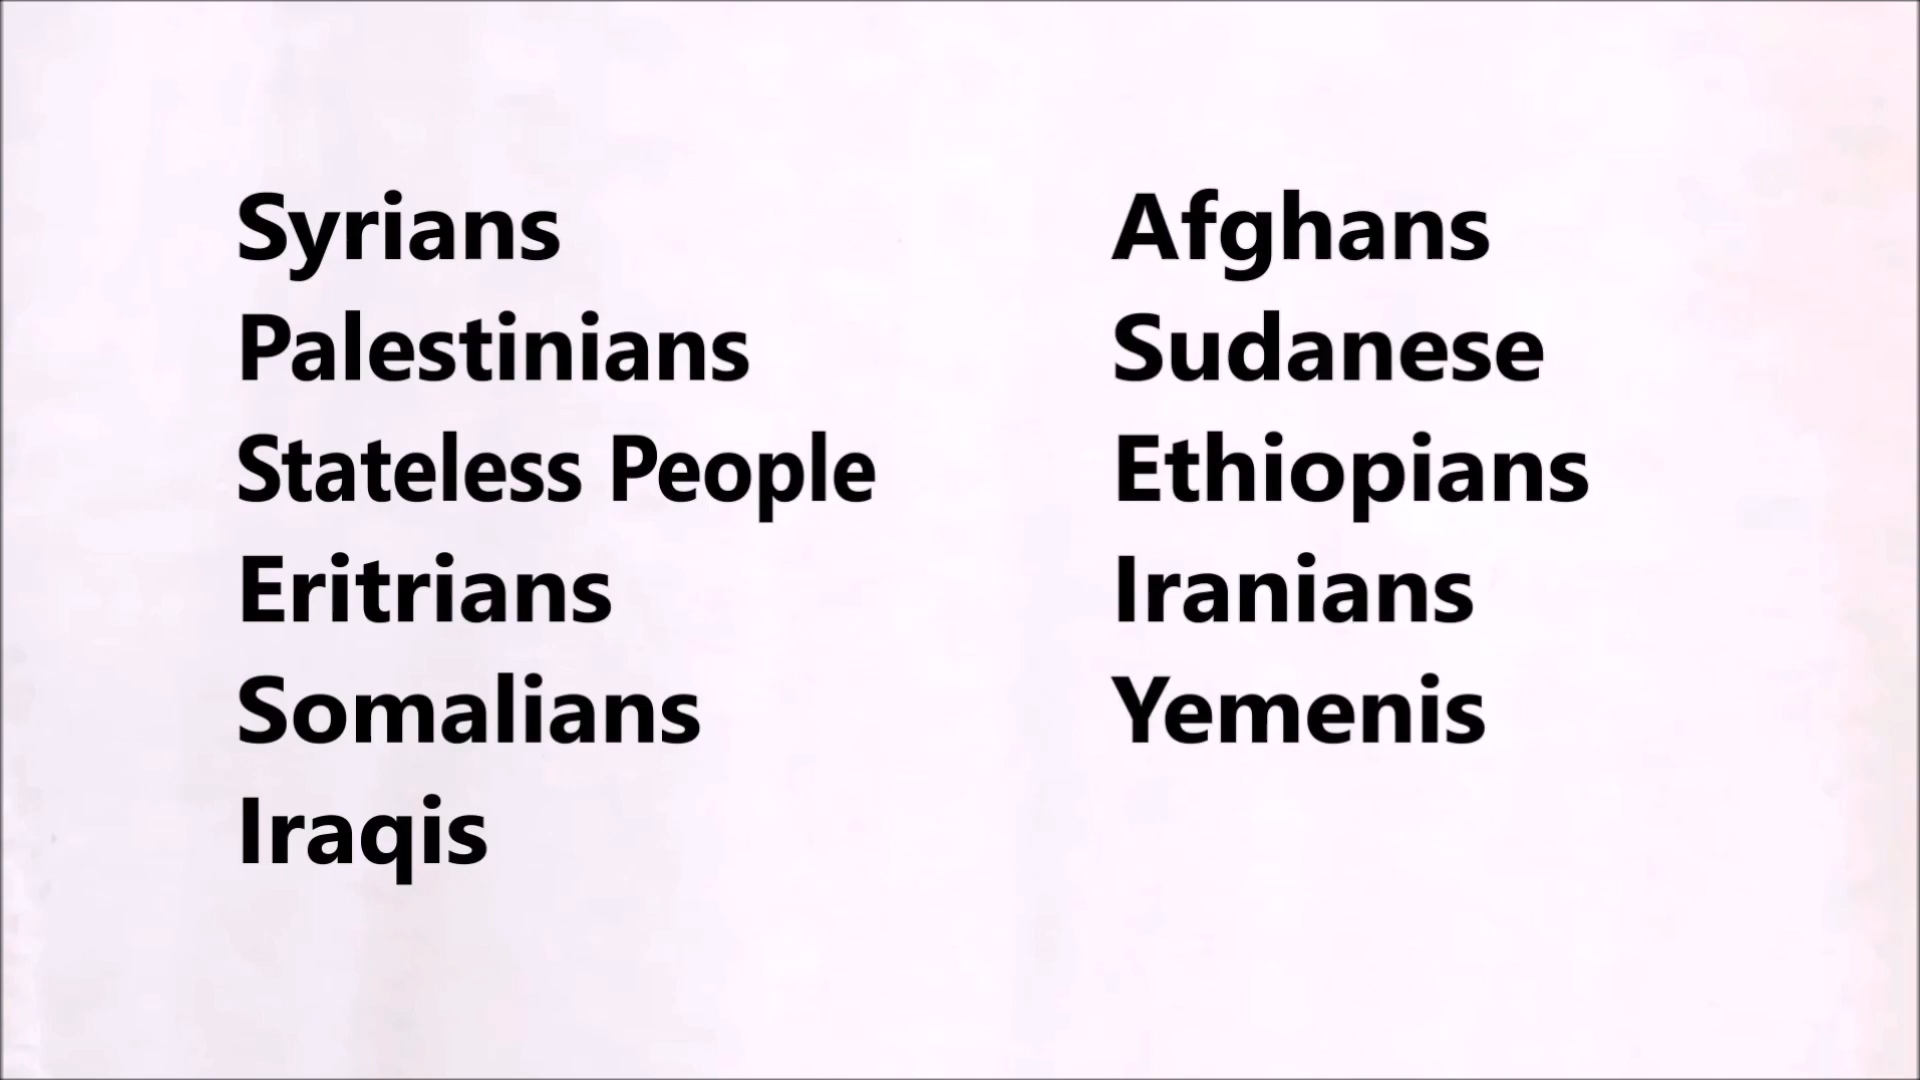 Syrians
Palestinians
Stateless People
Eritrians
Somalians
Iraqis
Afghans
Sudanese
Ethiopians
Iranians
Yemenis